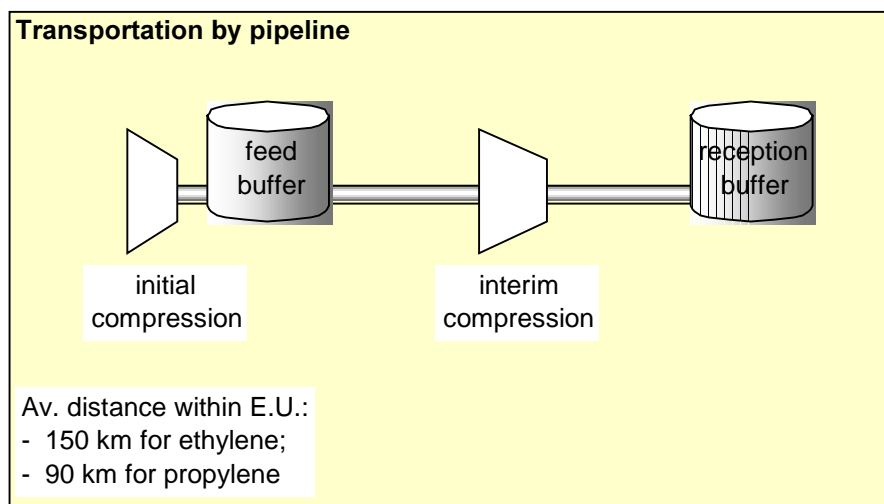 Transportation by pipeline
feed
buffer
reception
buffer
initial
compression
interim
compression
Av. distance within E.U.:
- 150 km for ethylene;
- 90 km for propylene